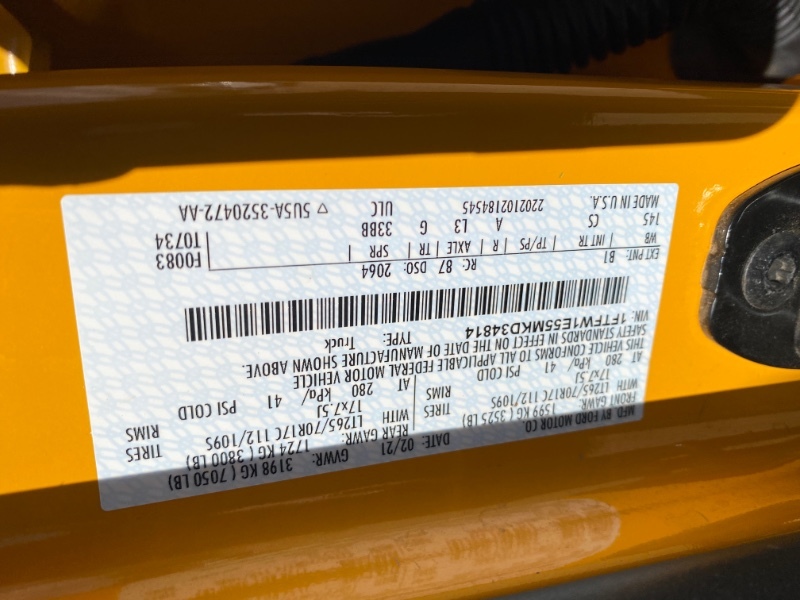 MFD. BY FORD MOTOR CO. DATE: 02/21 GVWR: 3198 KG ( 7050 LB)
FRONT GAWR: 1599 KG ( 3525 LB) REAR GAWR: 1724 KG ( 3800 LB)
WITH LT265/70R17C 112/109S TIRES WITH LT265/70R17C 112/109S TIRES
17x7.5J RIMS 17x7.5J RIMS
AT 280 kPa/ 41 PSI COLD AT 280 kPa/ 41 PSI COLD
THIS VEHICLE CONFORMS TO ALL APPLICABLE FEDERAL MOTOR VEHICLE
SAFETY STANDARDS IN EFFECT ON THE DATE OF MANUFACTURE SHOWN ABOVE.
VIN: 1FTFW1E55MKD34814 TYPE: Truck
EXT PNT: B1 RC: 87 DSO: 2064 F0083
WB | INT TR | TP/PS | R | AXLE | TR | SPR | T0734
145 CS A L3 G 33BB
MADE IN U.S.A. 220210218454S ULC ▽ 5U5A-3520472-AA